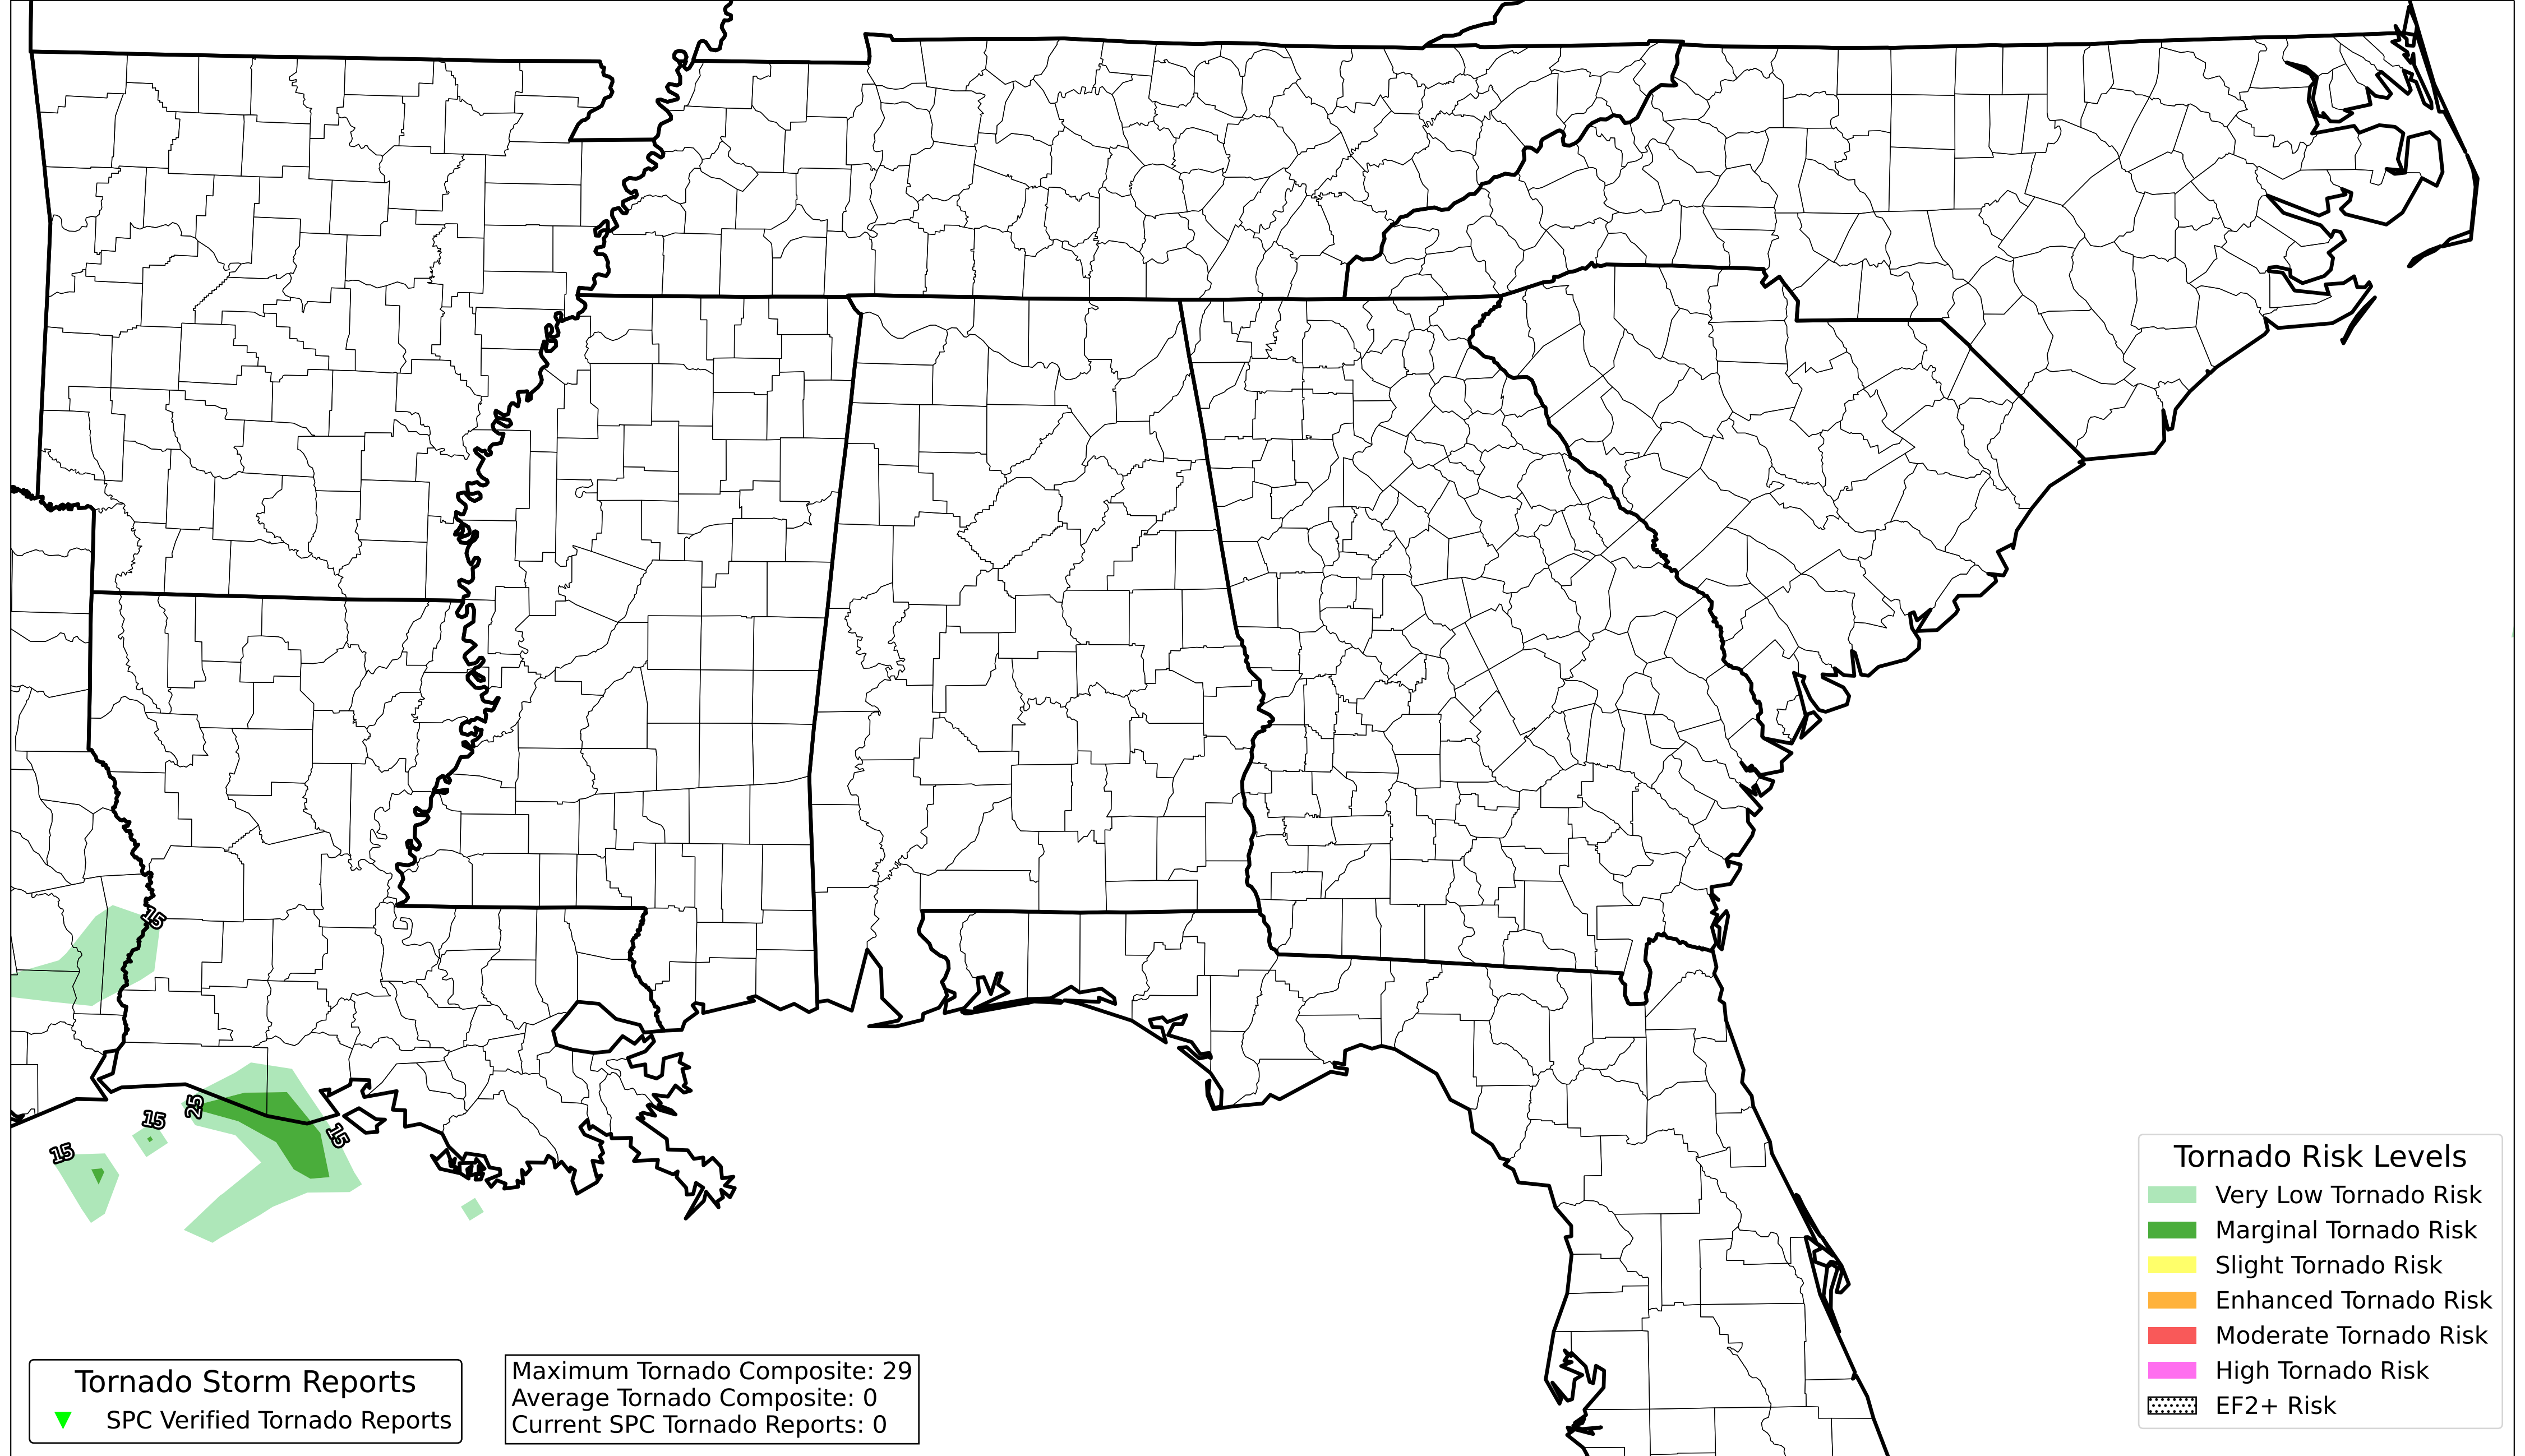 15
15
25
15
15
Tornado Risk Levels
Very Low Tornado Risk
Marginal Tornado Risk
Slight Tornado Risk
Enhanced Tornado Risk
Moderate Tornado Risk
High Tornado Risk
EF2+ Risk
Tornado Storm Reports
SPC Verified Tornado Reports
Maximum Tornado Composite: 29
Average Tornado Composite: 0
Current SPC Tornado Reports: 0